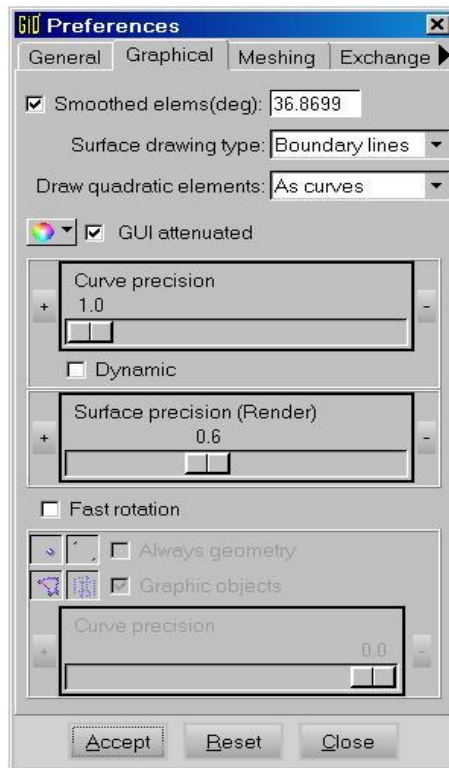 GiD Preferences
General Graphical Meshing Exchange
Smoothed elems(deg): 36.8699
Surface drawing type: Boundary lines
Draw quadratic elements: As curves
GUI attenuated
Curve precision
1.0
+ -
Dynamic
Surface precision (Render)
0.6
+ -
Fast rotation
Always geometry
Graphic objects
Curve precision
0.0
+ -
Accept Reset Close